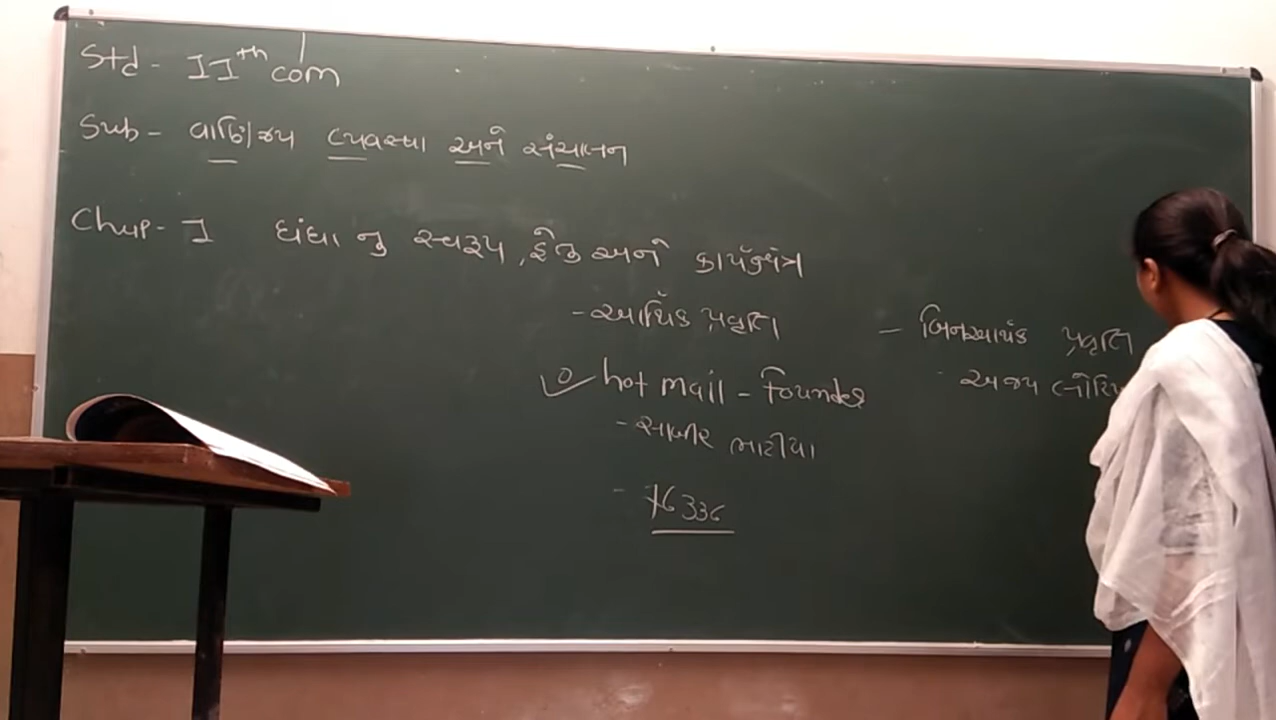 Std - 11th com
Sub - વાણિજ્ય વ્યવસ્થા અને સંચાલન
Chap - 1 ધંધા નુ સ્વરૂપ, હેતુ અને કાર્યક્ષેત્ર
- આર્થિક પ્રવૃતિ
- બિનઆર્થિક પ્રવૃતિ
hot mail - Founder
- અજય
- સાબીર ભાટીયા